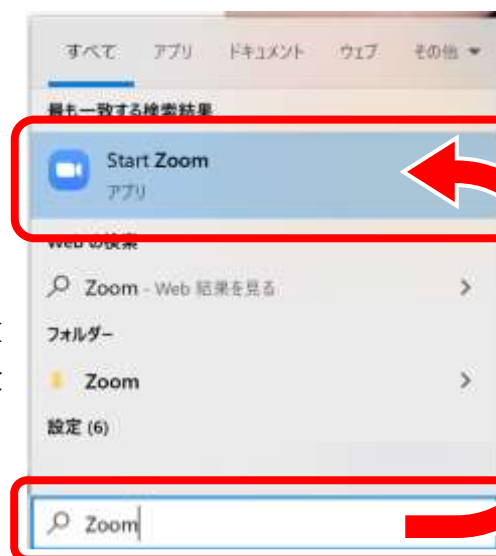 すべて アプリ ドキュメント ウェブ その他
最も一致する検索結果
Start Zoom
アプリ
Web の検索
Zoom - Web 結果を見る
フォルダー
Zoom
設定 (6)
Zoom